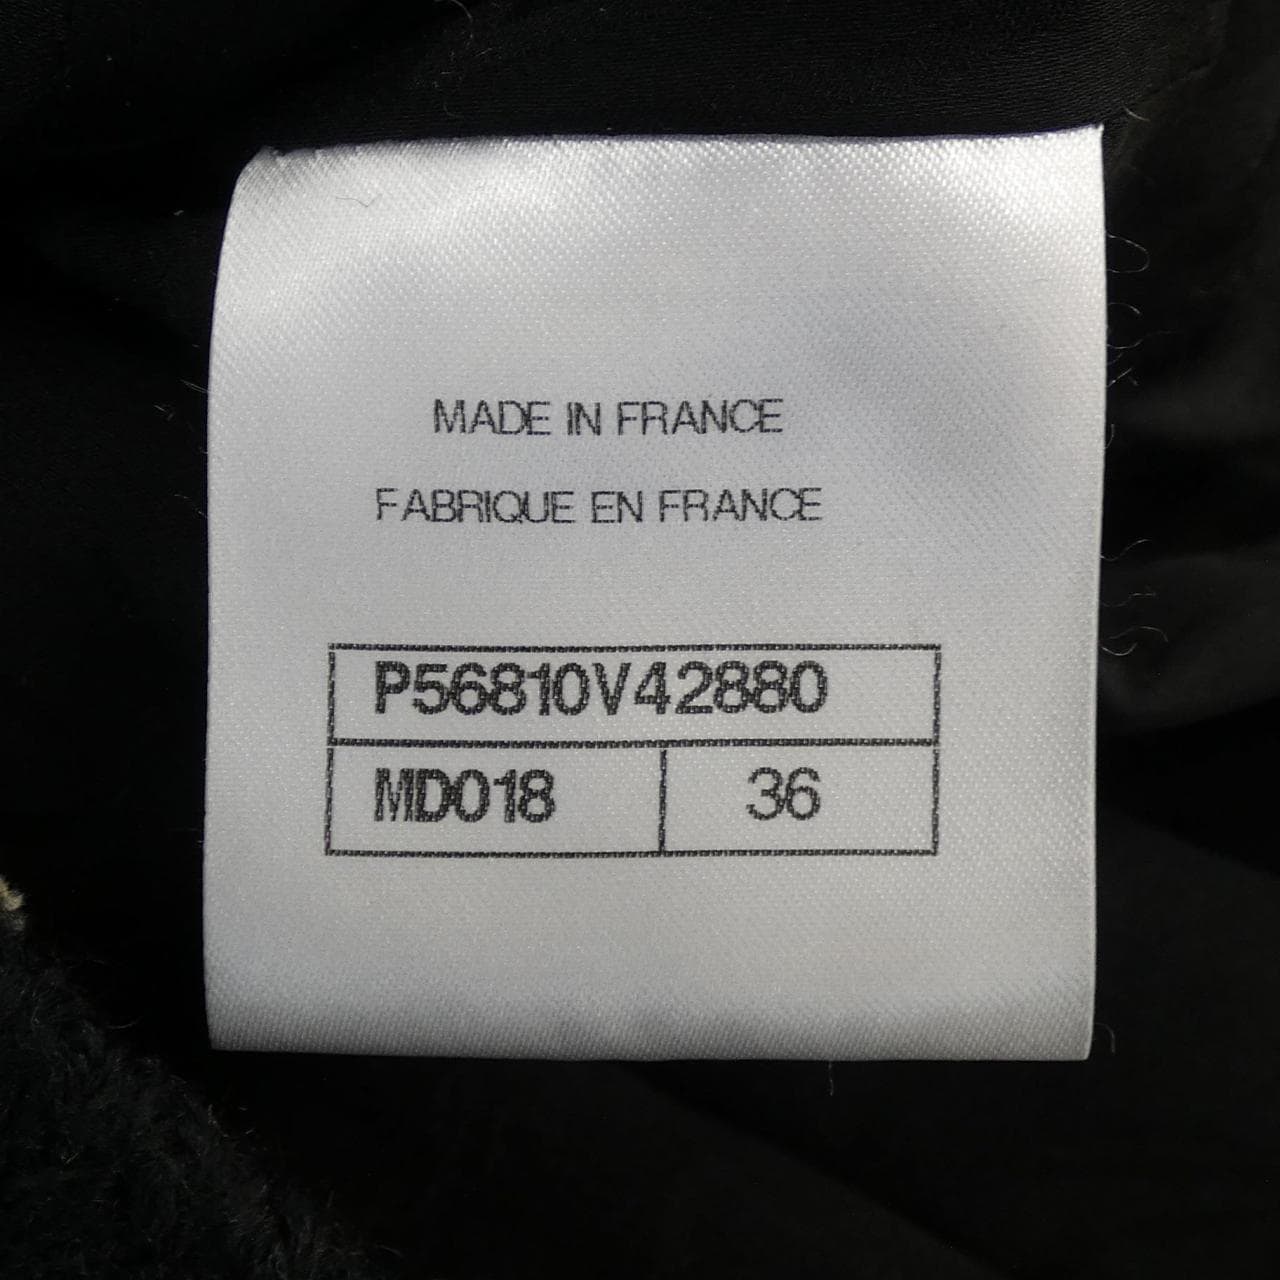 MADE IN FRANCE
FABRIQUE EN FRANCE
P56810V42880
MD018 36